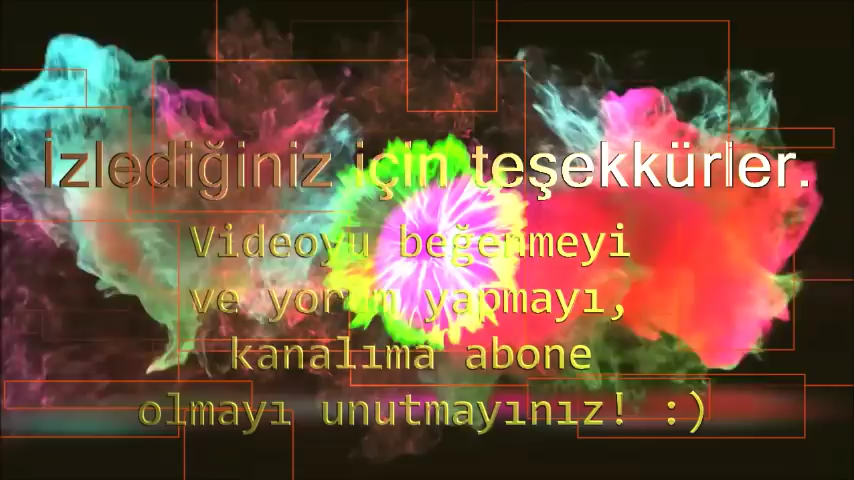 İzlediğiniz için teşekkürler.
Videoyu beğenmeyi
ve yorum yapmayı,
kanalıma abone
olmayı unutmayınız! :)